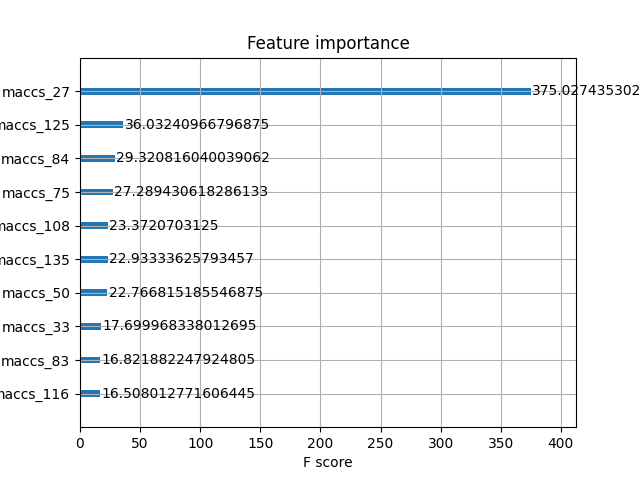 Feature importance
maccs_27 375.027435302
maccs_125 36.03240966796875
maccs_84 29.320816040039062
maccs_75 27.289430618286133
maccs_108 23.3720703125
maccs_135 22.93333625793457
maccs_50 22.766815185546875
maccs_33 17.699968338012695
maccs_83 16.821882247924805
maccs_116 16.508012771606445
0 50 100 150 200 250 300 350 400
F score